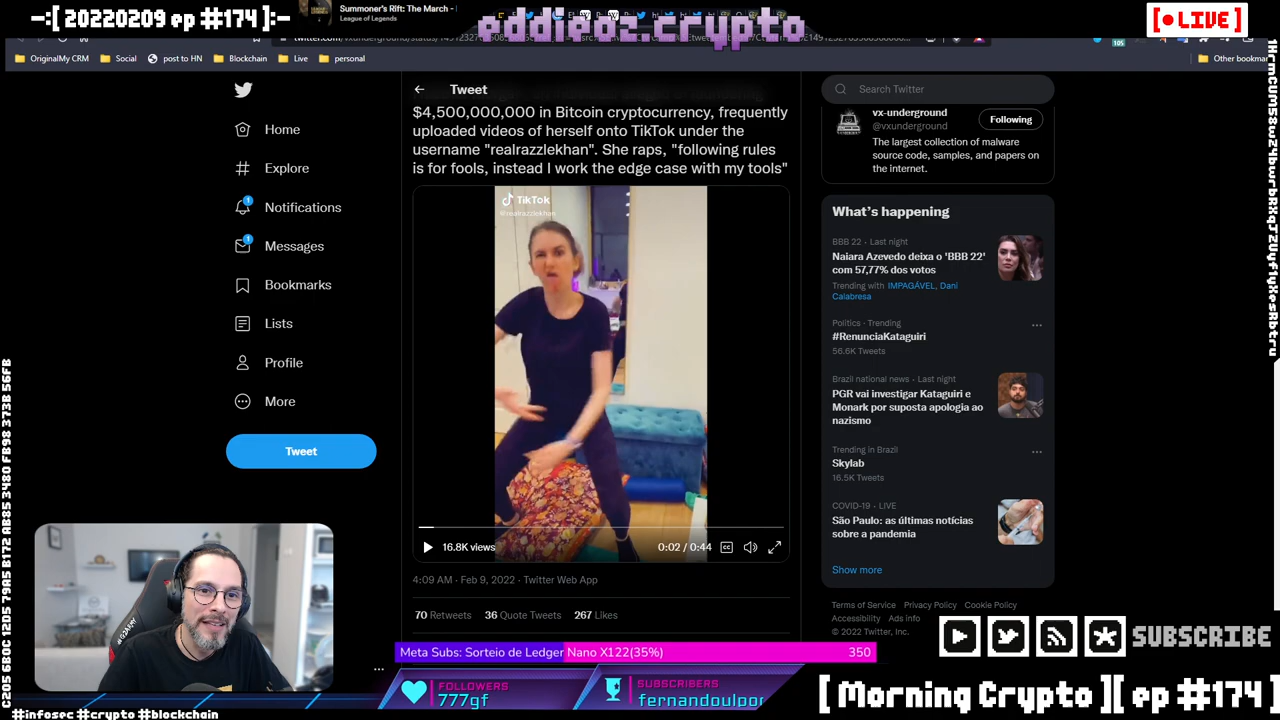 -:[ 20220209 ep #174 ]:-
Summoner's Rift: The March -
League of Legends
eddieoz crypto
[ LIVE ]
105
OriginalMy CRM
Social
post to HN
Blockchain
Live
personal
Other bookmar
Home
Explore
1
Notifications
1
Messages
Bookmarks
Lists
Profile
More
Tweet
Tweet
$4,500,000,000 in Bitcoin cryptocurrency, frequently
uploaded videos of herself onto TikTok under the
username "realrazzlekhan". She raps, "following rules
is for fools, instead I work the edge case with my tools"
TikTok
@realrazzlekhan
16.8K views
0:02 / 0:44
4:09 AM · Feb 9, 2022 · Twitter Web App
70 Retweets 36 Quote Tweets 267 Likes
Search Twitter
vx-underground
@vxunderground
Following
The largest collection of malware
source code, samples, and papers on
the internet.
What's happening
BBB 22 · Last night
Naiara Azevedo deixa o 'BBB 22'
com 57,77% dos votos
Trending with IMPAGÁVEL, Dani
Calabresa
Politics · Trending
#RenunciaKataguiri
56.6K Tweets
Brazil national news · Last night
PGR vai investigar Kataguiri e
Monark por suposta apologia ao
nazismo
Trending in Brazil
Skylab
16.5K Tweets
COVID-19 · LIVE
São Paulo: as últimas notícias
sobre a pandemia
Show more
Terms of Service Privacy Policy Cookie Policy
Accessibility Ads info
© 2022 Twitter, Inc.
SUBSCRIBE
Meta Subs: Sorteio de Ledger Nano X122(35%)
350
FOLLOWERS
777gf
SUBSCRIBERS
fernandoulpor
[ Morning Crypto ][ ep #174 ]
#infosec #crypto #blockchain